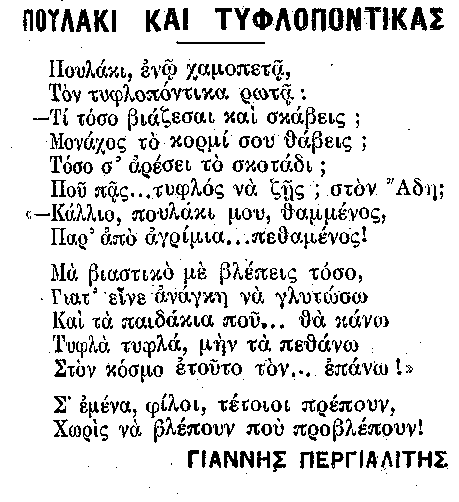 ΠΟΥΛΑΚΙ ΚΑΙ ΤΥΦΛΟΠΟΝΤΙΚΑΣ
Πουλάκι, ἐνῷ χαμοπετᾷ,
Τὸν τυφλοπόντικα ρωτᾷ :
—Τί τόσο βιάζεσαι καὶ σκάβεις ;
Μονάχος τὸ κορμί σου θάβεις ;
Τόσο σ' ἀρέσει τὸ σκοτάδι ;
Ποῦ πᾷς...τυφλός νὰ ζῇς ; στὸν Ἄδη;
«—Κάλλιο, πουλάκι μου, θαμμένος,
Παρ' ἀπὸ ἀγρίμια...πεθαμένος!
Μὰ βιαστικὸ μὲ βλέπεις τόσο,
Γιατ' εἶνε ἀνάγκη νὰ γλυτώσω
Καὶ τὰ παιδάκια ποῦ... θὰ κάνω
Τυφλὰ τυφλά, μὴν τὰ πεθάνω
Στὸν κόσμο ἐτοῦτο τὸν... ἐπάνω!»
Σ' ἐμένα, φίλοι, τέτοιοι πρέπουν,
Χωρὶς νὰ βλέπουν ποὺ προβλέπουν!
ΓΙΑΝΝΗΣ ΠΕΡΓΙΑΛΙΤΗΣ